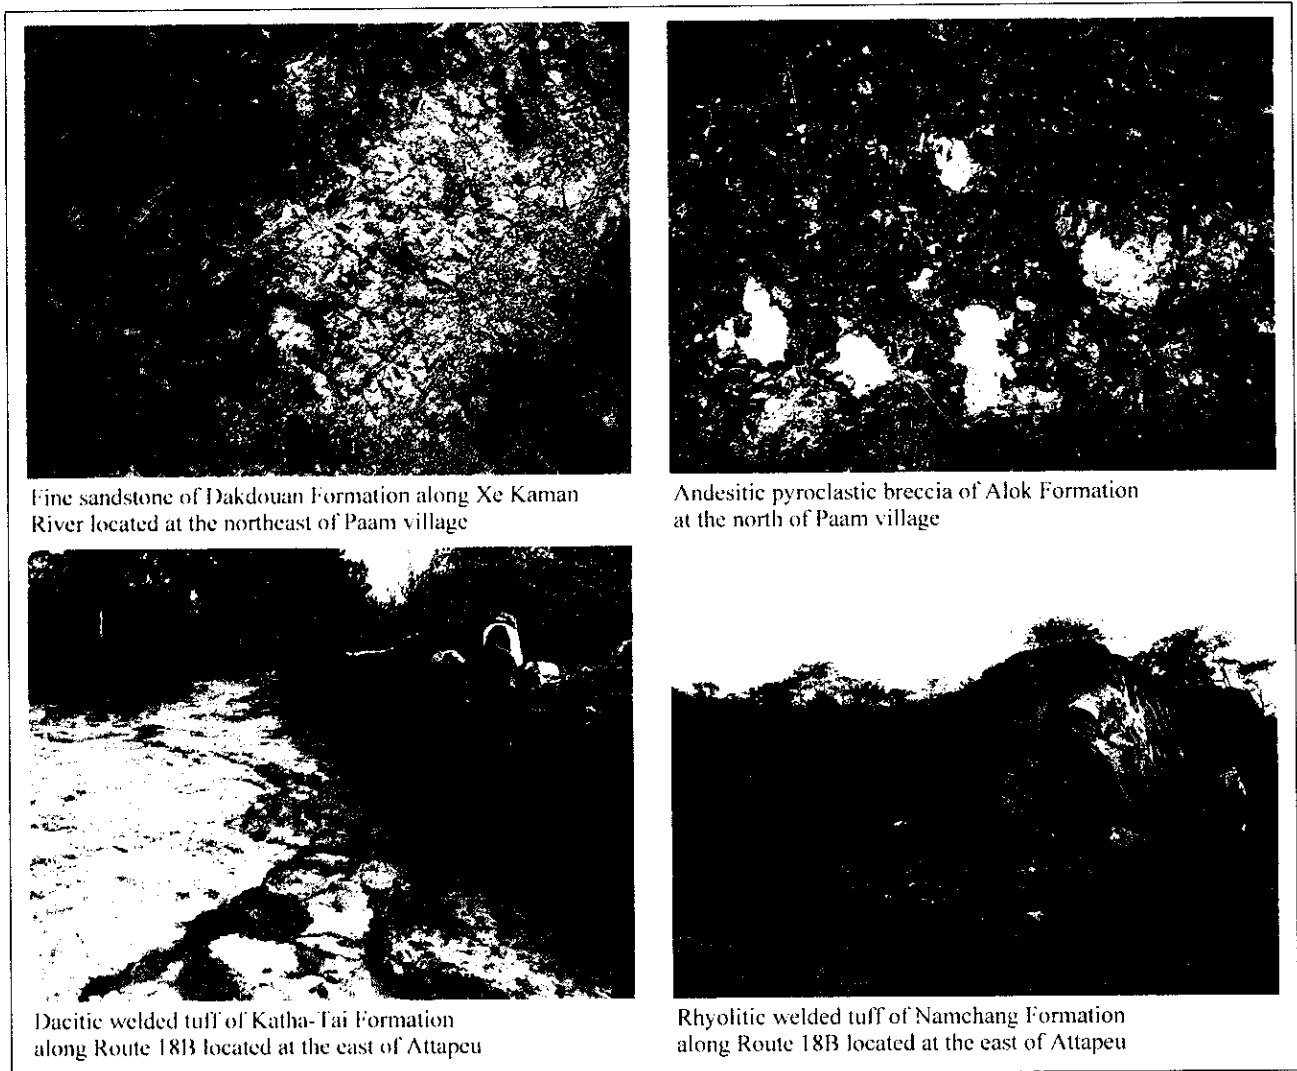 Fine sandstone of Dakdouan Formation along Xe Kaman
River located at the northeast of Paam village
Andesitic pyroclastic breccia of Alok Formation
at the north of Paam village
Dacitic welded tuff of Katha-Tai Formation
along Route 18B located at the east of Attapeu
Rhyolitic welded tuff of Namchang Formation
along Route 18B located at the east of Attapeu